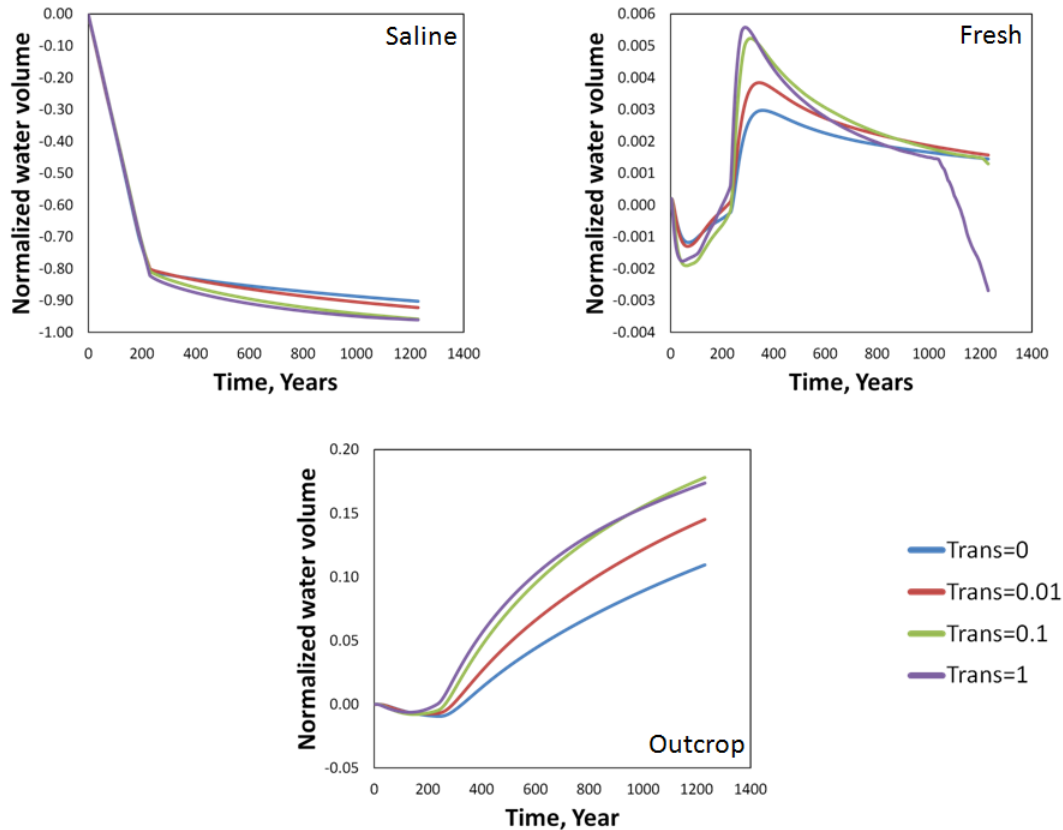 Saline
Normalized water volume
0.00
-0.10
-0.20
-0.30
-0.40
-0.50
-0.60
-0.70
-0.80
-0.90
-1.00
0 200 400 600 800 1000 1200 1400
Time, Years
Fresh
Normalized water volume
0.006
0.005
0.004
0.003
0.002
0.001
0.000
-0.001
-0.002
-0.003
-0.004
0 200 400 600 800 1000 1200 1400
Time, Years
Normalized water volume
0.20
0.15
0.10
0.05
0.00
-0.05
Outcrop
0 200 400 600 800 1000 1200 1400
Time, Year
Trans=0
Trans=0.01
Trans=0.1
Trans=1